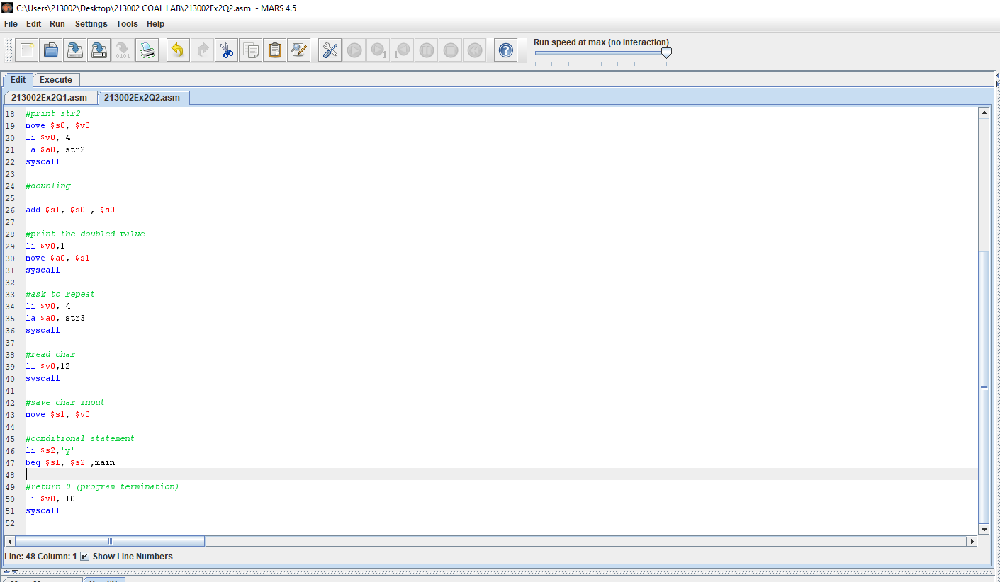 C:\Users\213002\Desktop\213002 COAL LAB\213002Ex2Q2.asm - MARS 4.5
File Edit Run Settings Tools Help
Run speed at max (no interaction)
Edit Execute
213002Ex2Q1.asm 213002Ex2Q2.asm
18 #print str2
19 move $s0, $v0
20 li $v0, 4
21 la $a0, str2
22 syscall
23
24 #doubling
25
26 add $s1, $s0 , $s0
27
28 #print the doubled value
29 li $v0,1
30 move $a0, $s1
31 syscall
32
33 #ask to repeat
34 li $v0, 4
35 la $a0, str3
36 syscall
37
38 #read char
39 li $v0,12
40 syscall
41
42 #save char input
43 move $s1, $v0
44
45 #conditional statement
46 li $s2,'y'
47 beq $s1, $s2 ,main
48
49 #return 0 (program termination)
50 li $v0, 10
51 syscall
52
Line: 48 Column: 1 Show Line Numbers